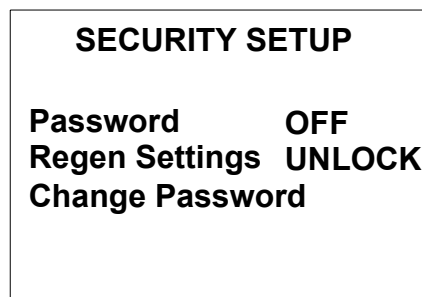 SECURITY SETUP
Password OFF
Regen Settings UNLOCK
Change Password